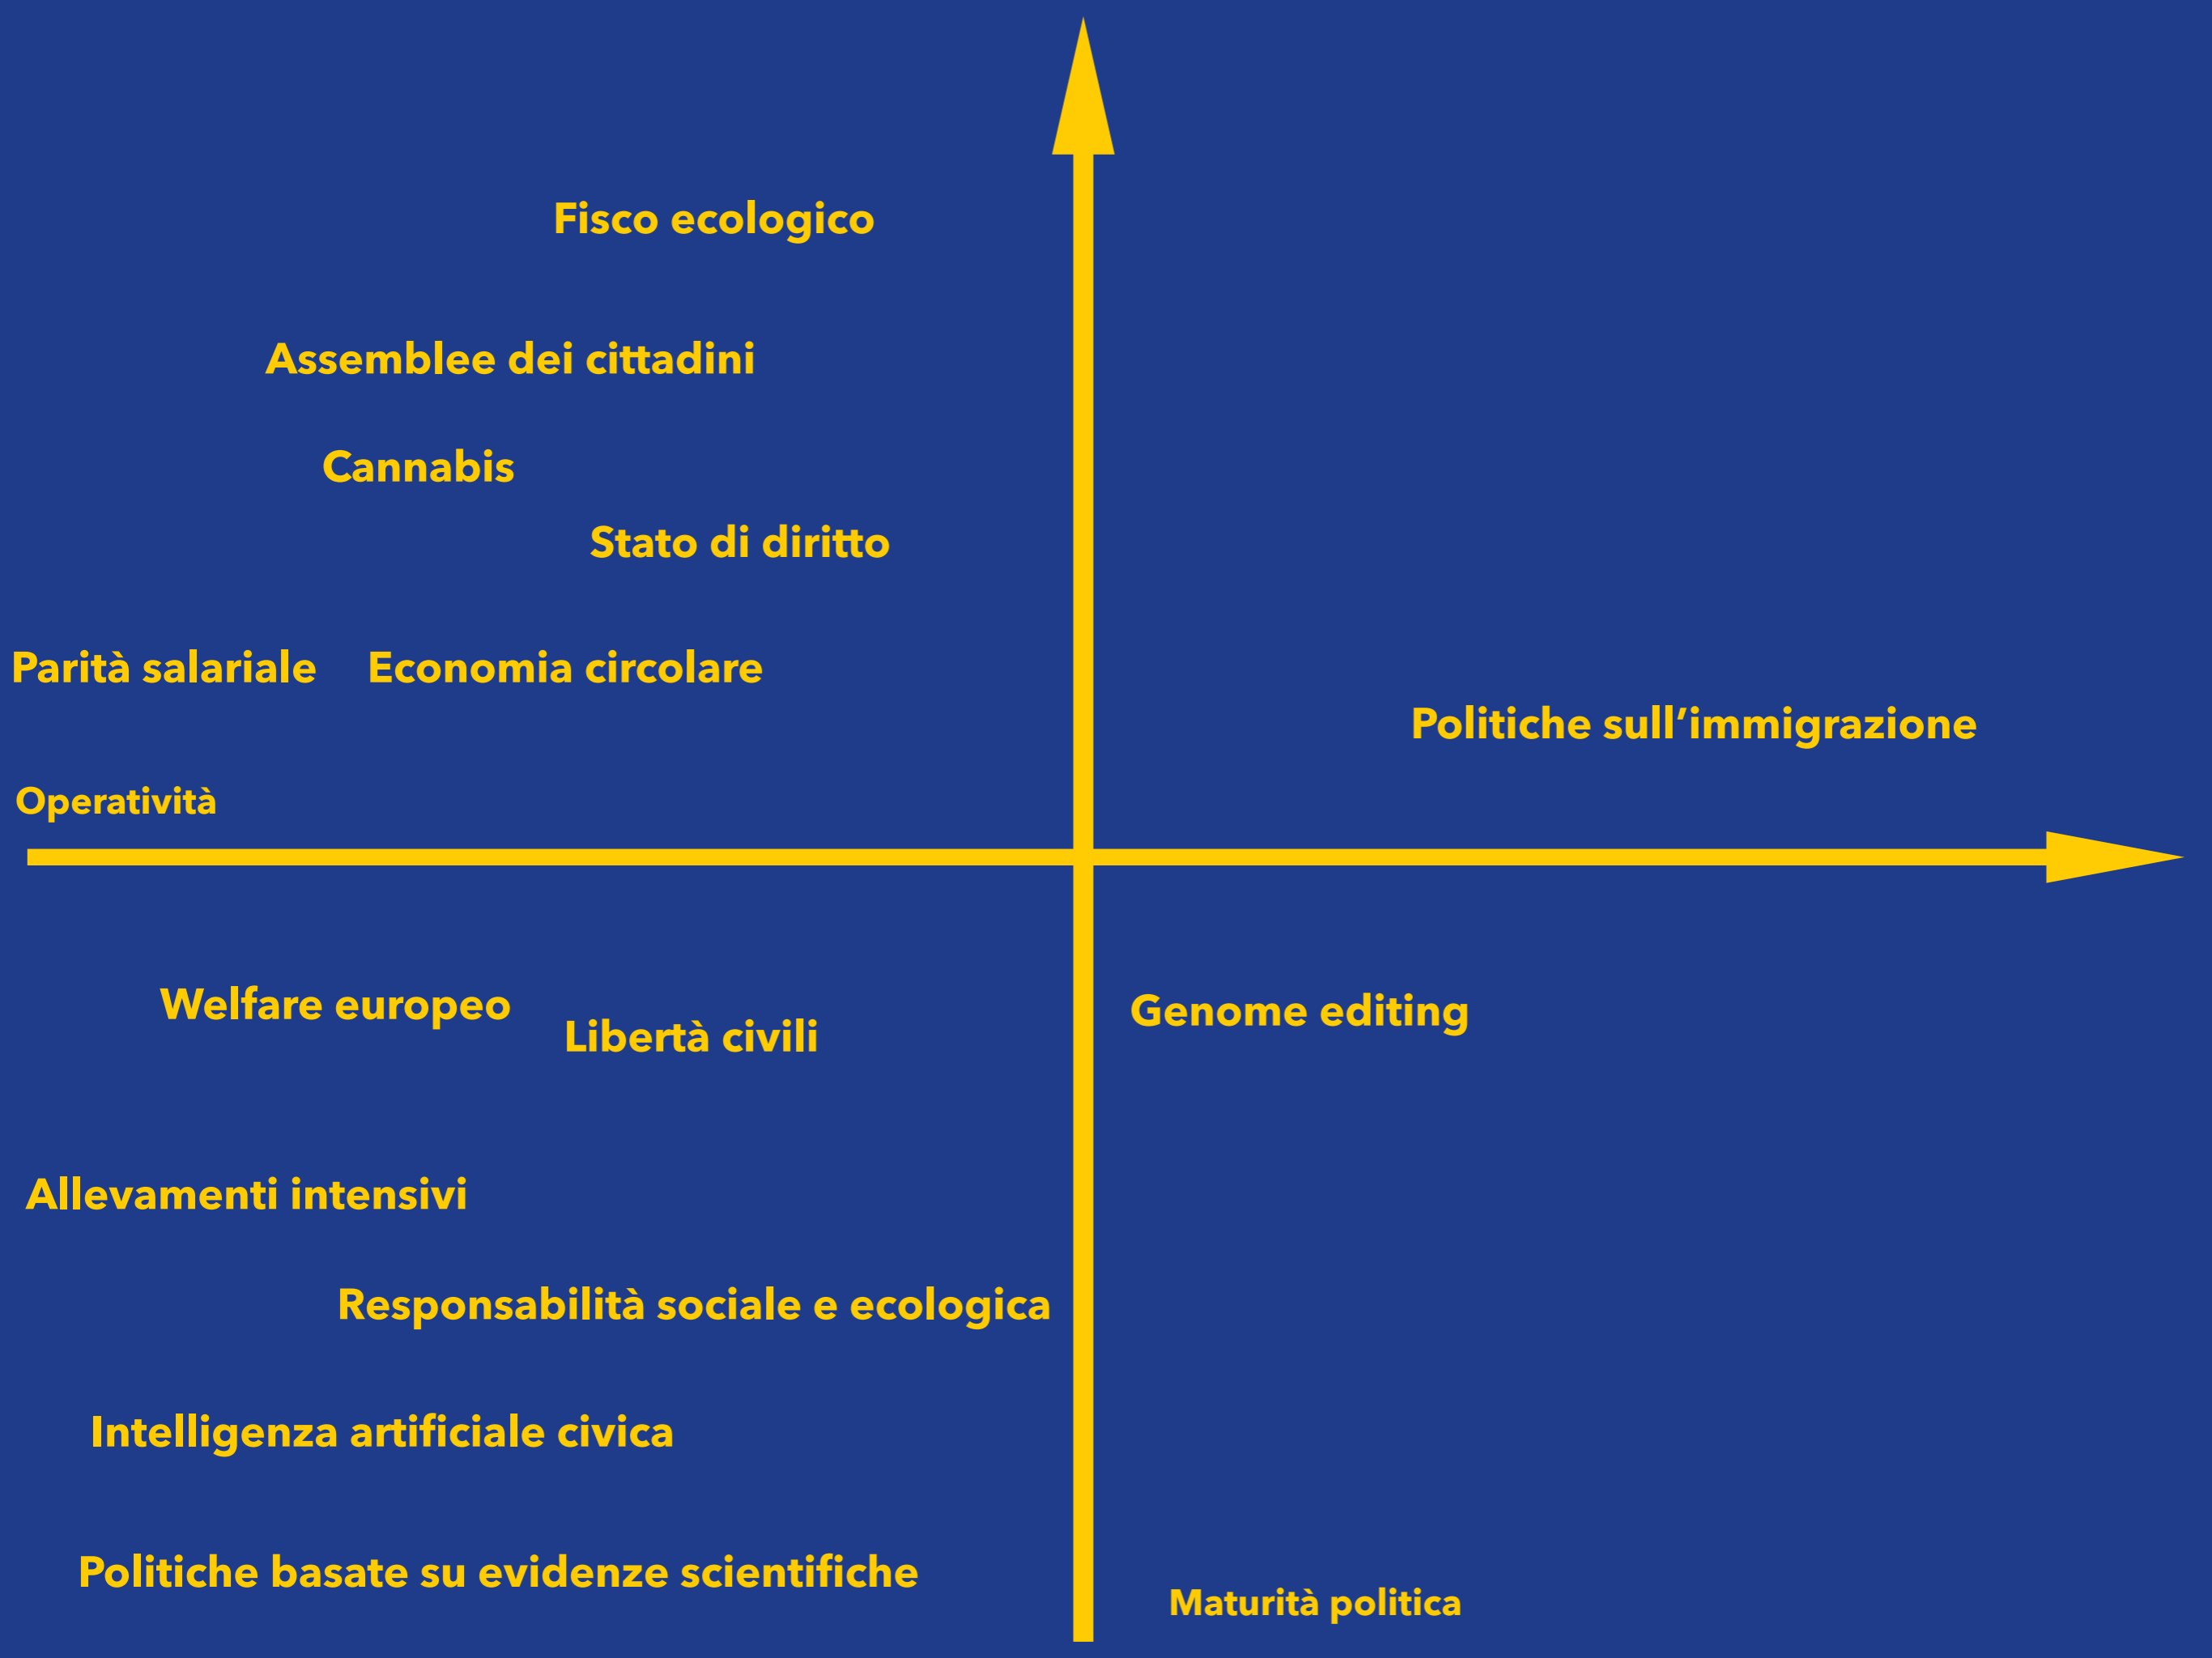 Fisco ecologico
Assemblee dei cittadini
Cannabis
Stato di diritto
Parità salariale
Economia circolare
Politiche sull’immigrazione
Operatività
Welfare europeo
Libertà civili
Genome editing
Allevamenti intensivi
Responsabilità sociale e ecologica
Intelligenza artificiale civica
Politiche basate su evidenze scientifiche
Maturità politica